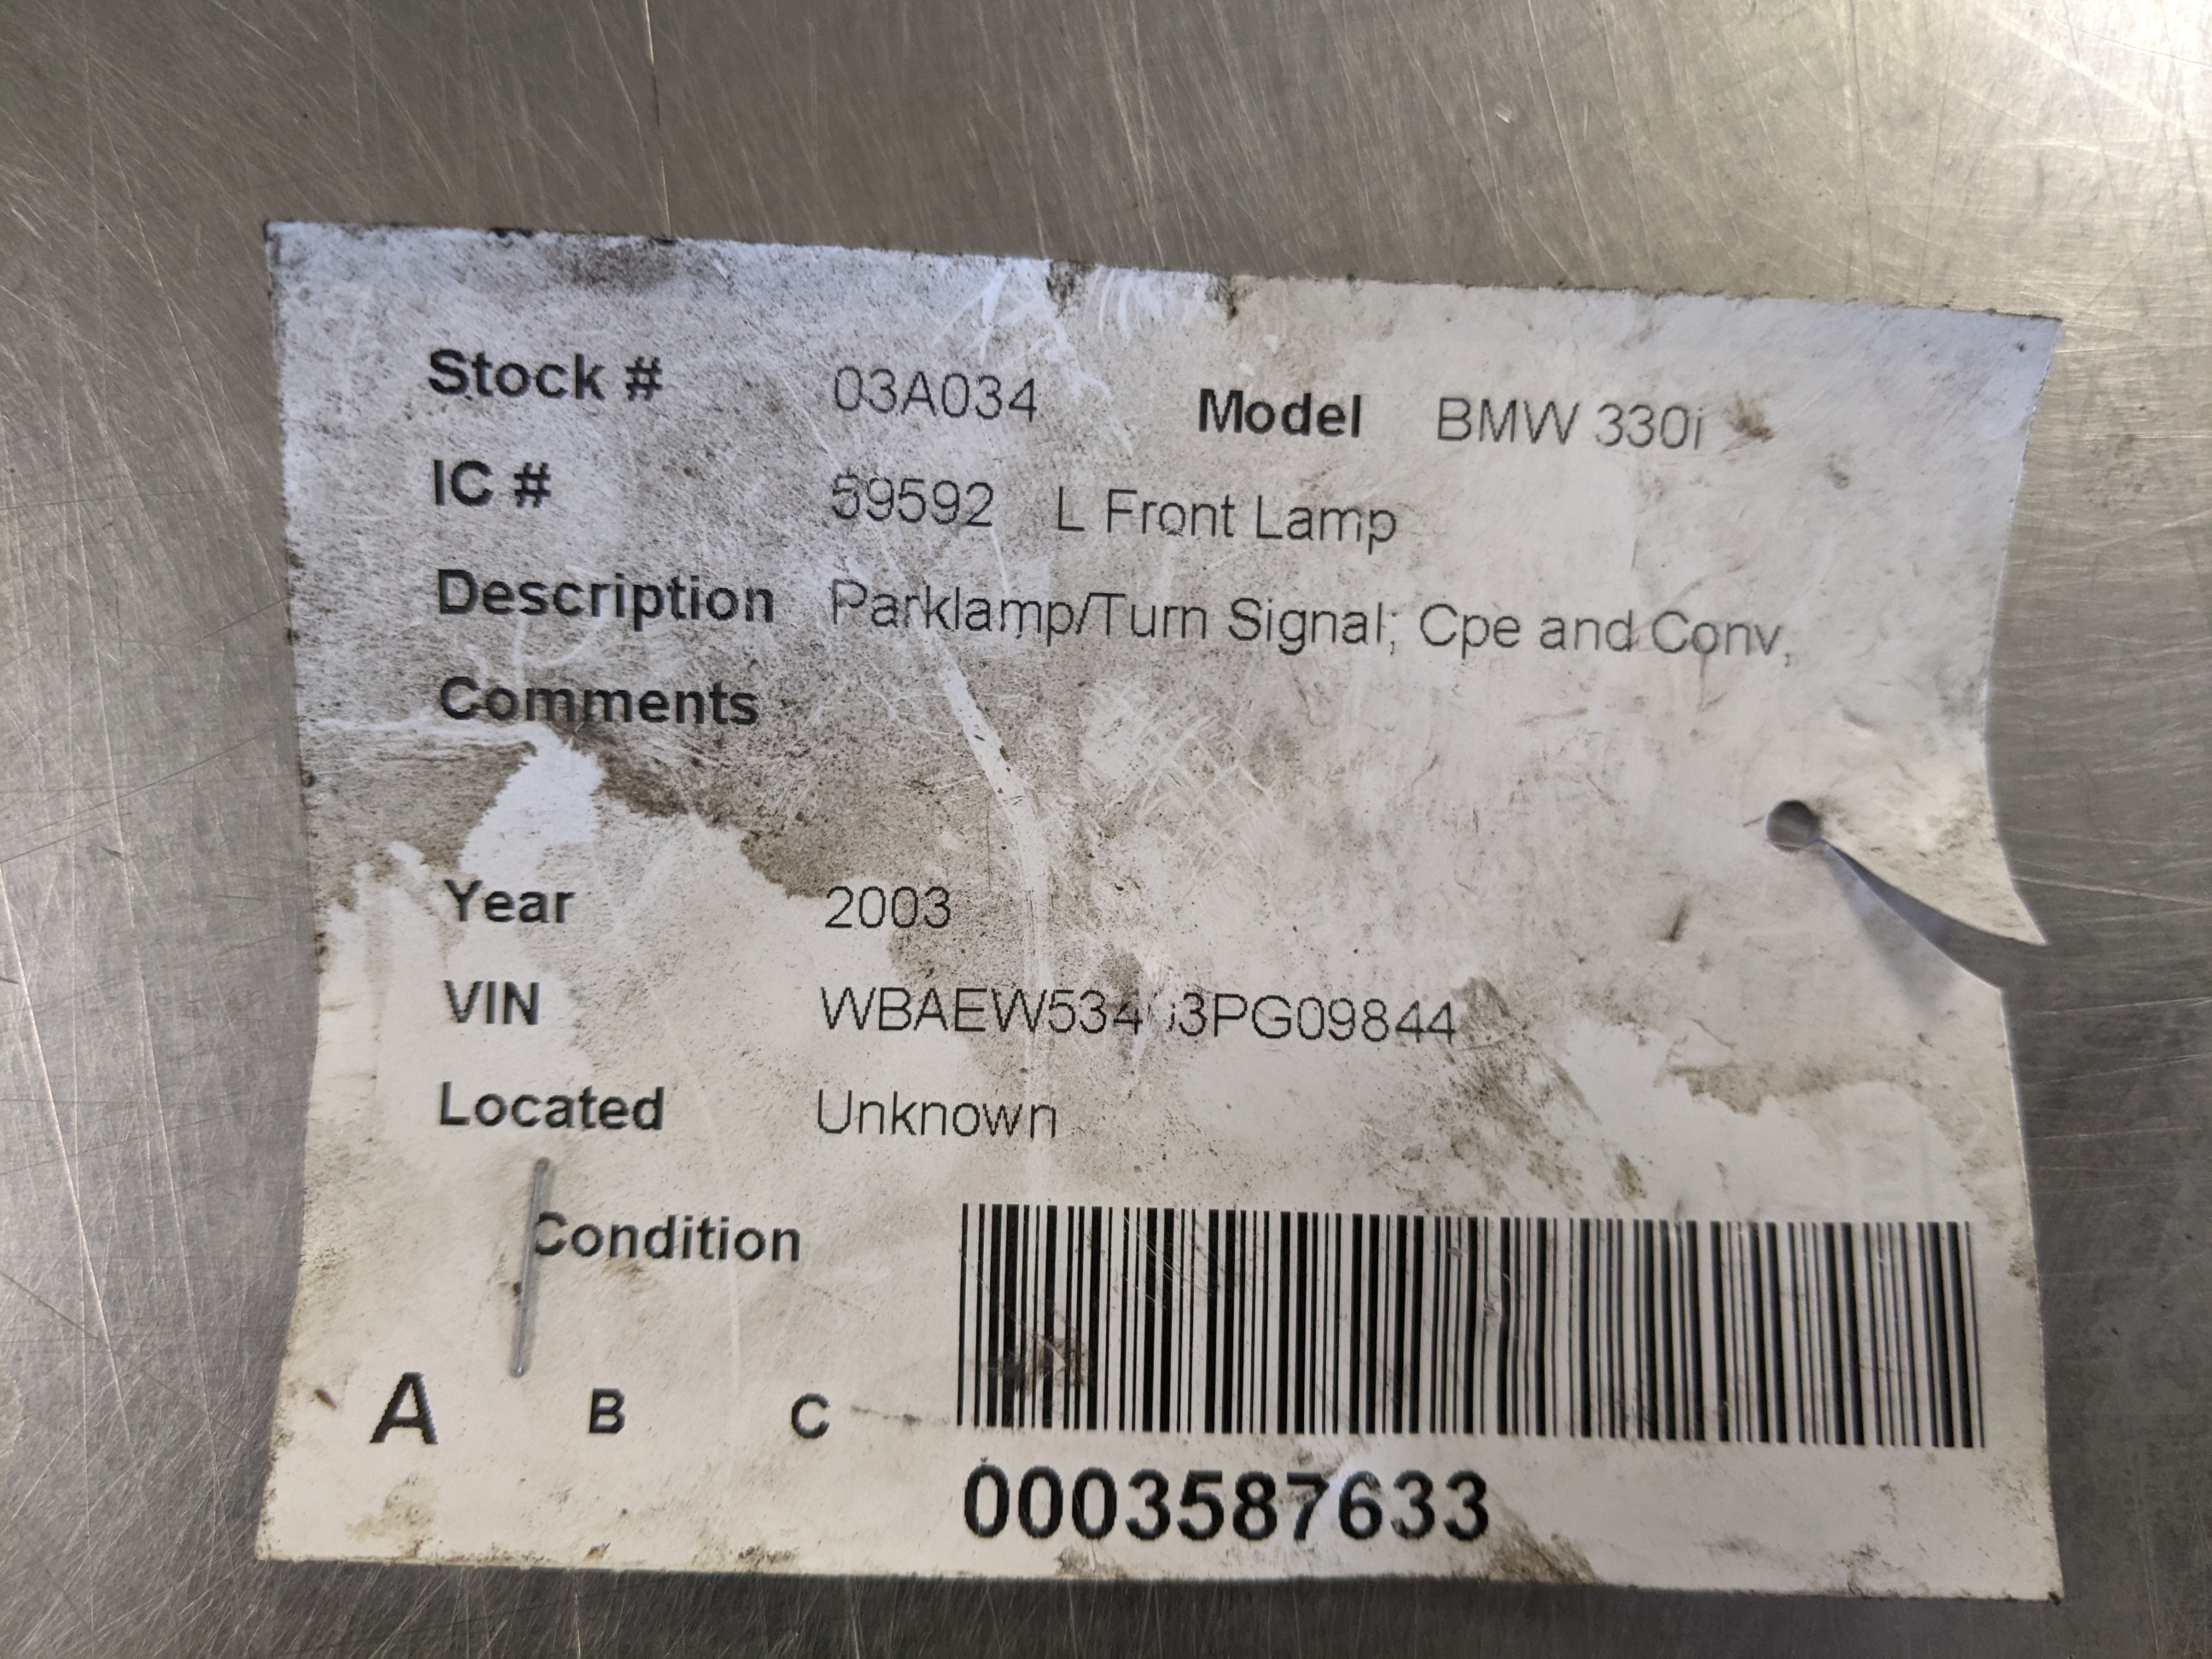 Stock # 03A034 Model BMW 330i
IC # 59592 L Front Lamp
Description Parklamp/Turn Signal; Cpe and Conv,
Comments
Year 2003
VIN
Located Unknown
Condition
A B C
0003587633